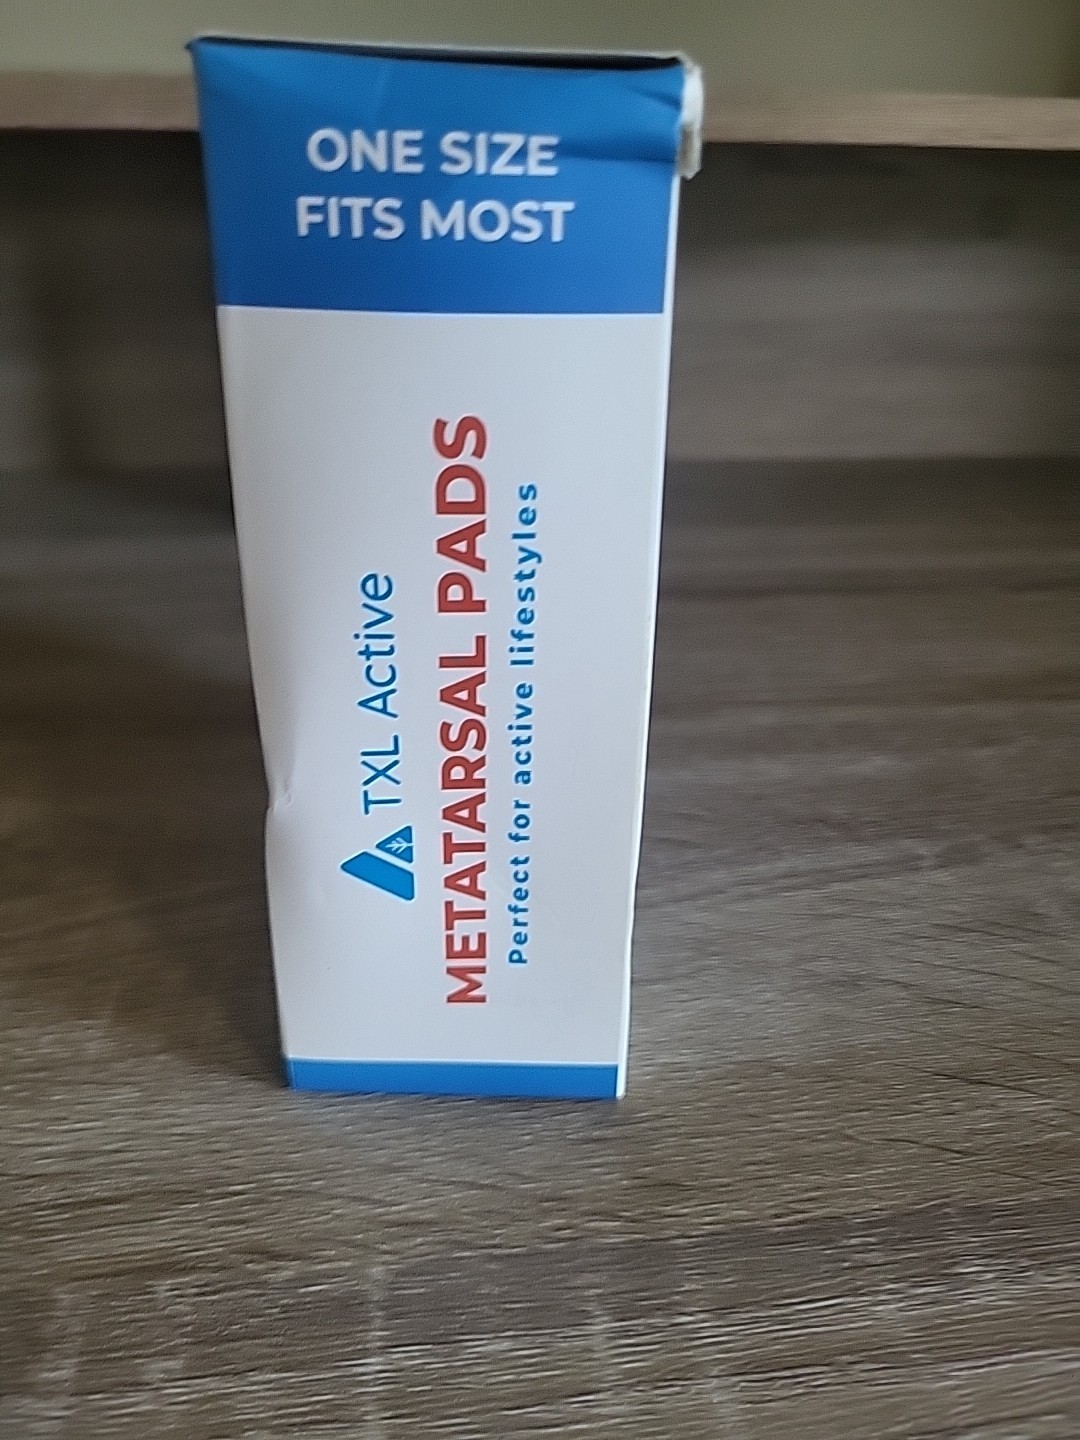 ONE SIZE
FITS MOST
TXL Active
METATARSAL PADS
Perfect for active lifestyles